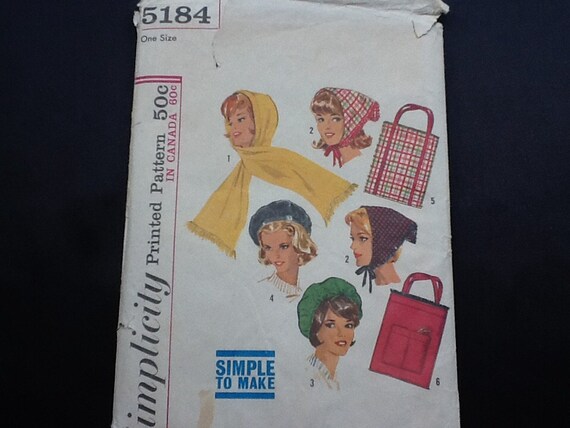 5184
One Size
implicity
Printed Pattern 50¢
IN CANADA 60¢
1
2
5
4
2
3
6
SIMPLE
TO MAKE